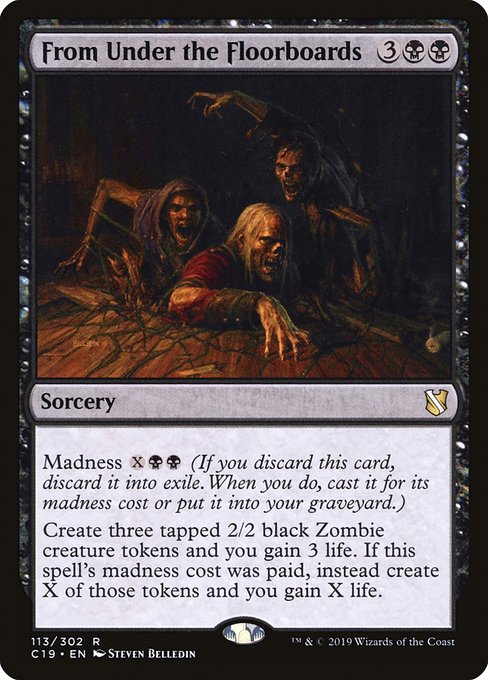 From Under the Floorboards 3
Sorcery
Madness X (If you discard this card,
discard it into exile. When you do, cast it for its
madness cost or put it into your graveyard.)
Create three tapped 2/2 black Zombie
creature tokens and you gain 3 life. If this
spell's madness cost was paid, instead create
X of those tokens and you gain X life.
113/302 R
C19 • EN Steven Belledin
™ & © 2019 Wizards of the Coast